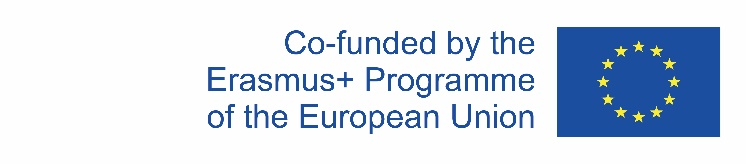 Co-funded by the
Erasmus+ Programme
of the European Union